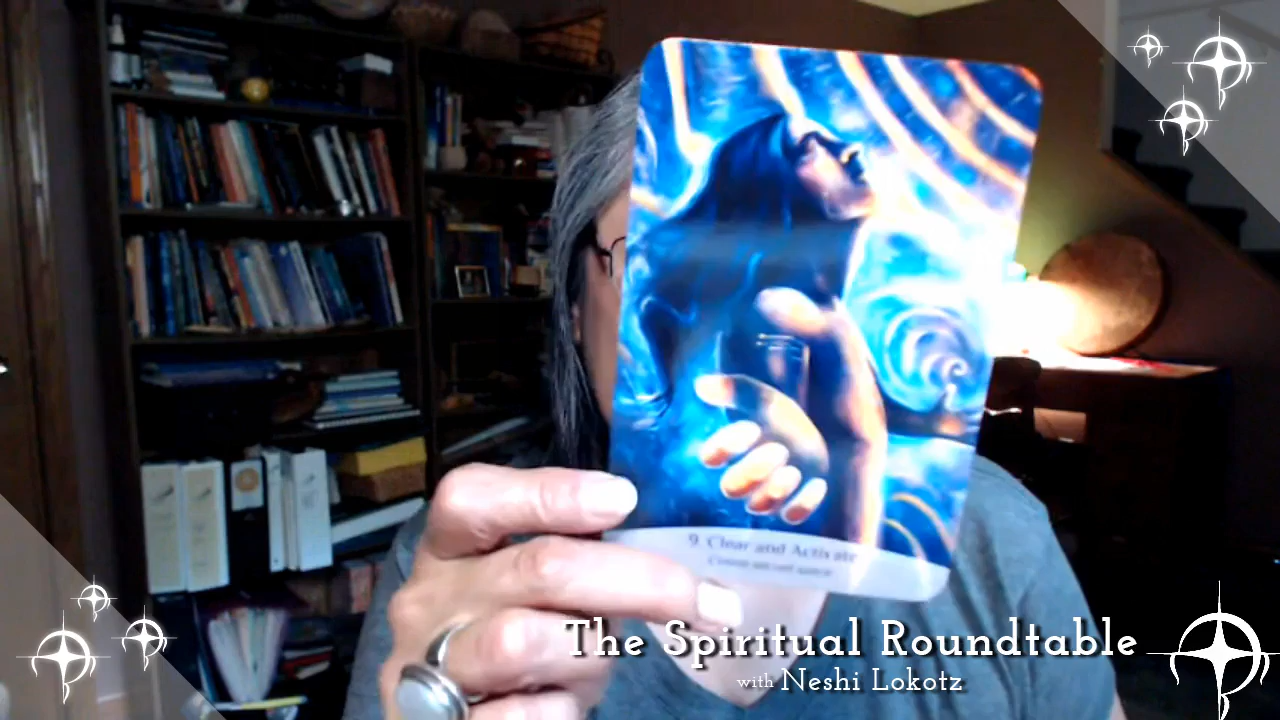 9 Clear and Activate
The Spiritual Roundtable
with Neshi Lokotz